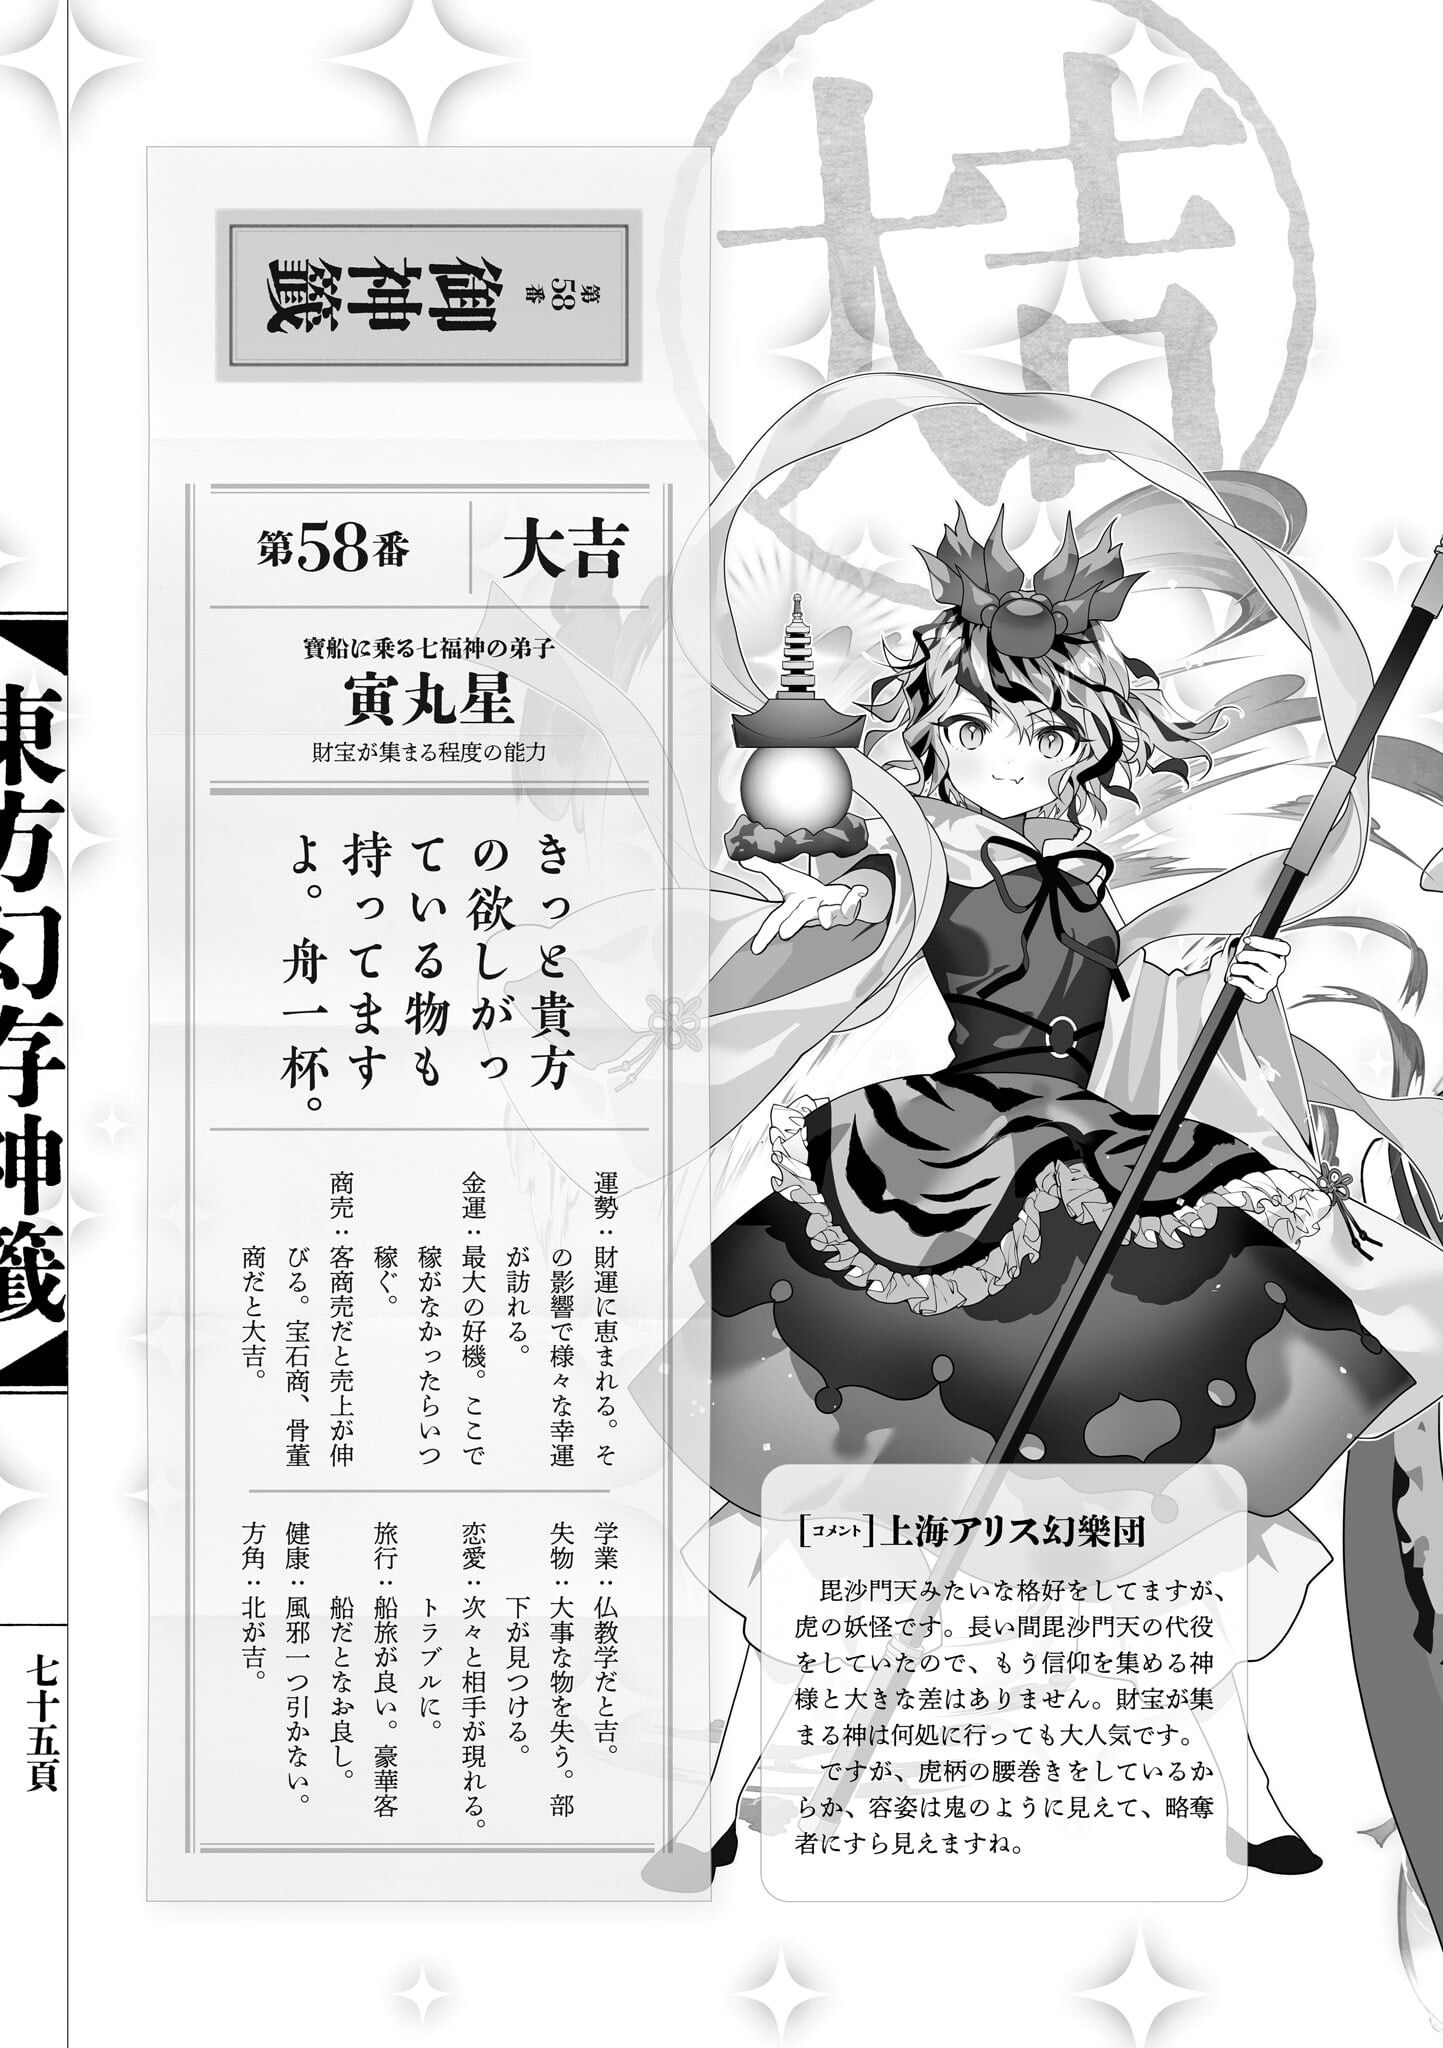 大吉
御神籤
第58番
大吉
第58番
寶船に乗る七福神の弟子
寅丸星
財宝が集まる程度の能力
きっと貴方
の欲しがっ
ている物も
持ってます
よ。舟一杯。
運勢：財運に恵まれる。そ
の影響で様々な幸運
が訪れる。
金運：最大の好機。ここで
稼がなかったらいつ
稼ぐ。
商売：客商売だと売上が伸
びる。宝石商、骨董
商だと大吉。
学業：仏教学だと吉。
失物：大事な物を失う。部
下が見つける。
恋愛：次々と相手が現れる。
トラブルに。
旅行：船旅が良い。豪華客
船だとなお良し。
健康：風邪一つ引かない。
方角：北が吉。
［コメント］上海アリス幻樂団
毘沙門天みたいな格好をしてますが、
虎の妖怪です。長い間毘沙門天の代役
をしていたので、もう信仰を集める神
様と大きな差はありません。財宝が集
まる神は何処に行っても大人気です。
ですが、虎柄の腰巻きをしているか
らか、容姿は鬼のように見えて、略奪
者にすら見えますね。
【東方幻存神籤】
七十五頁